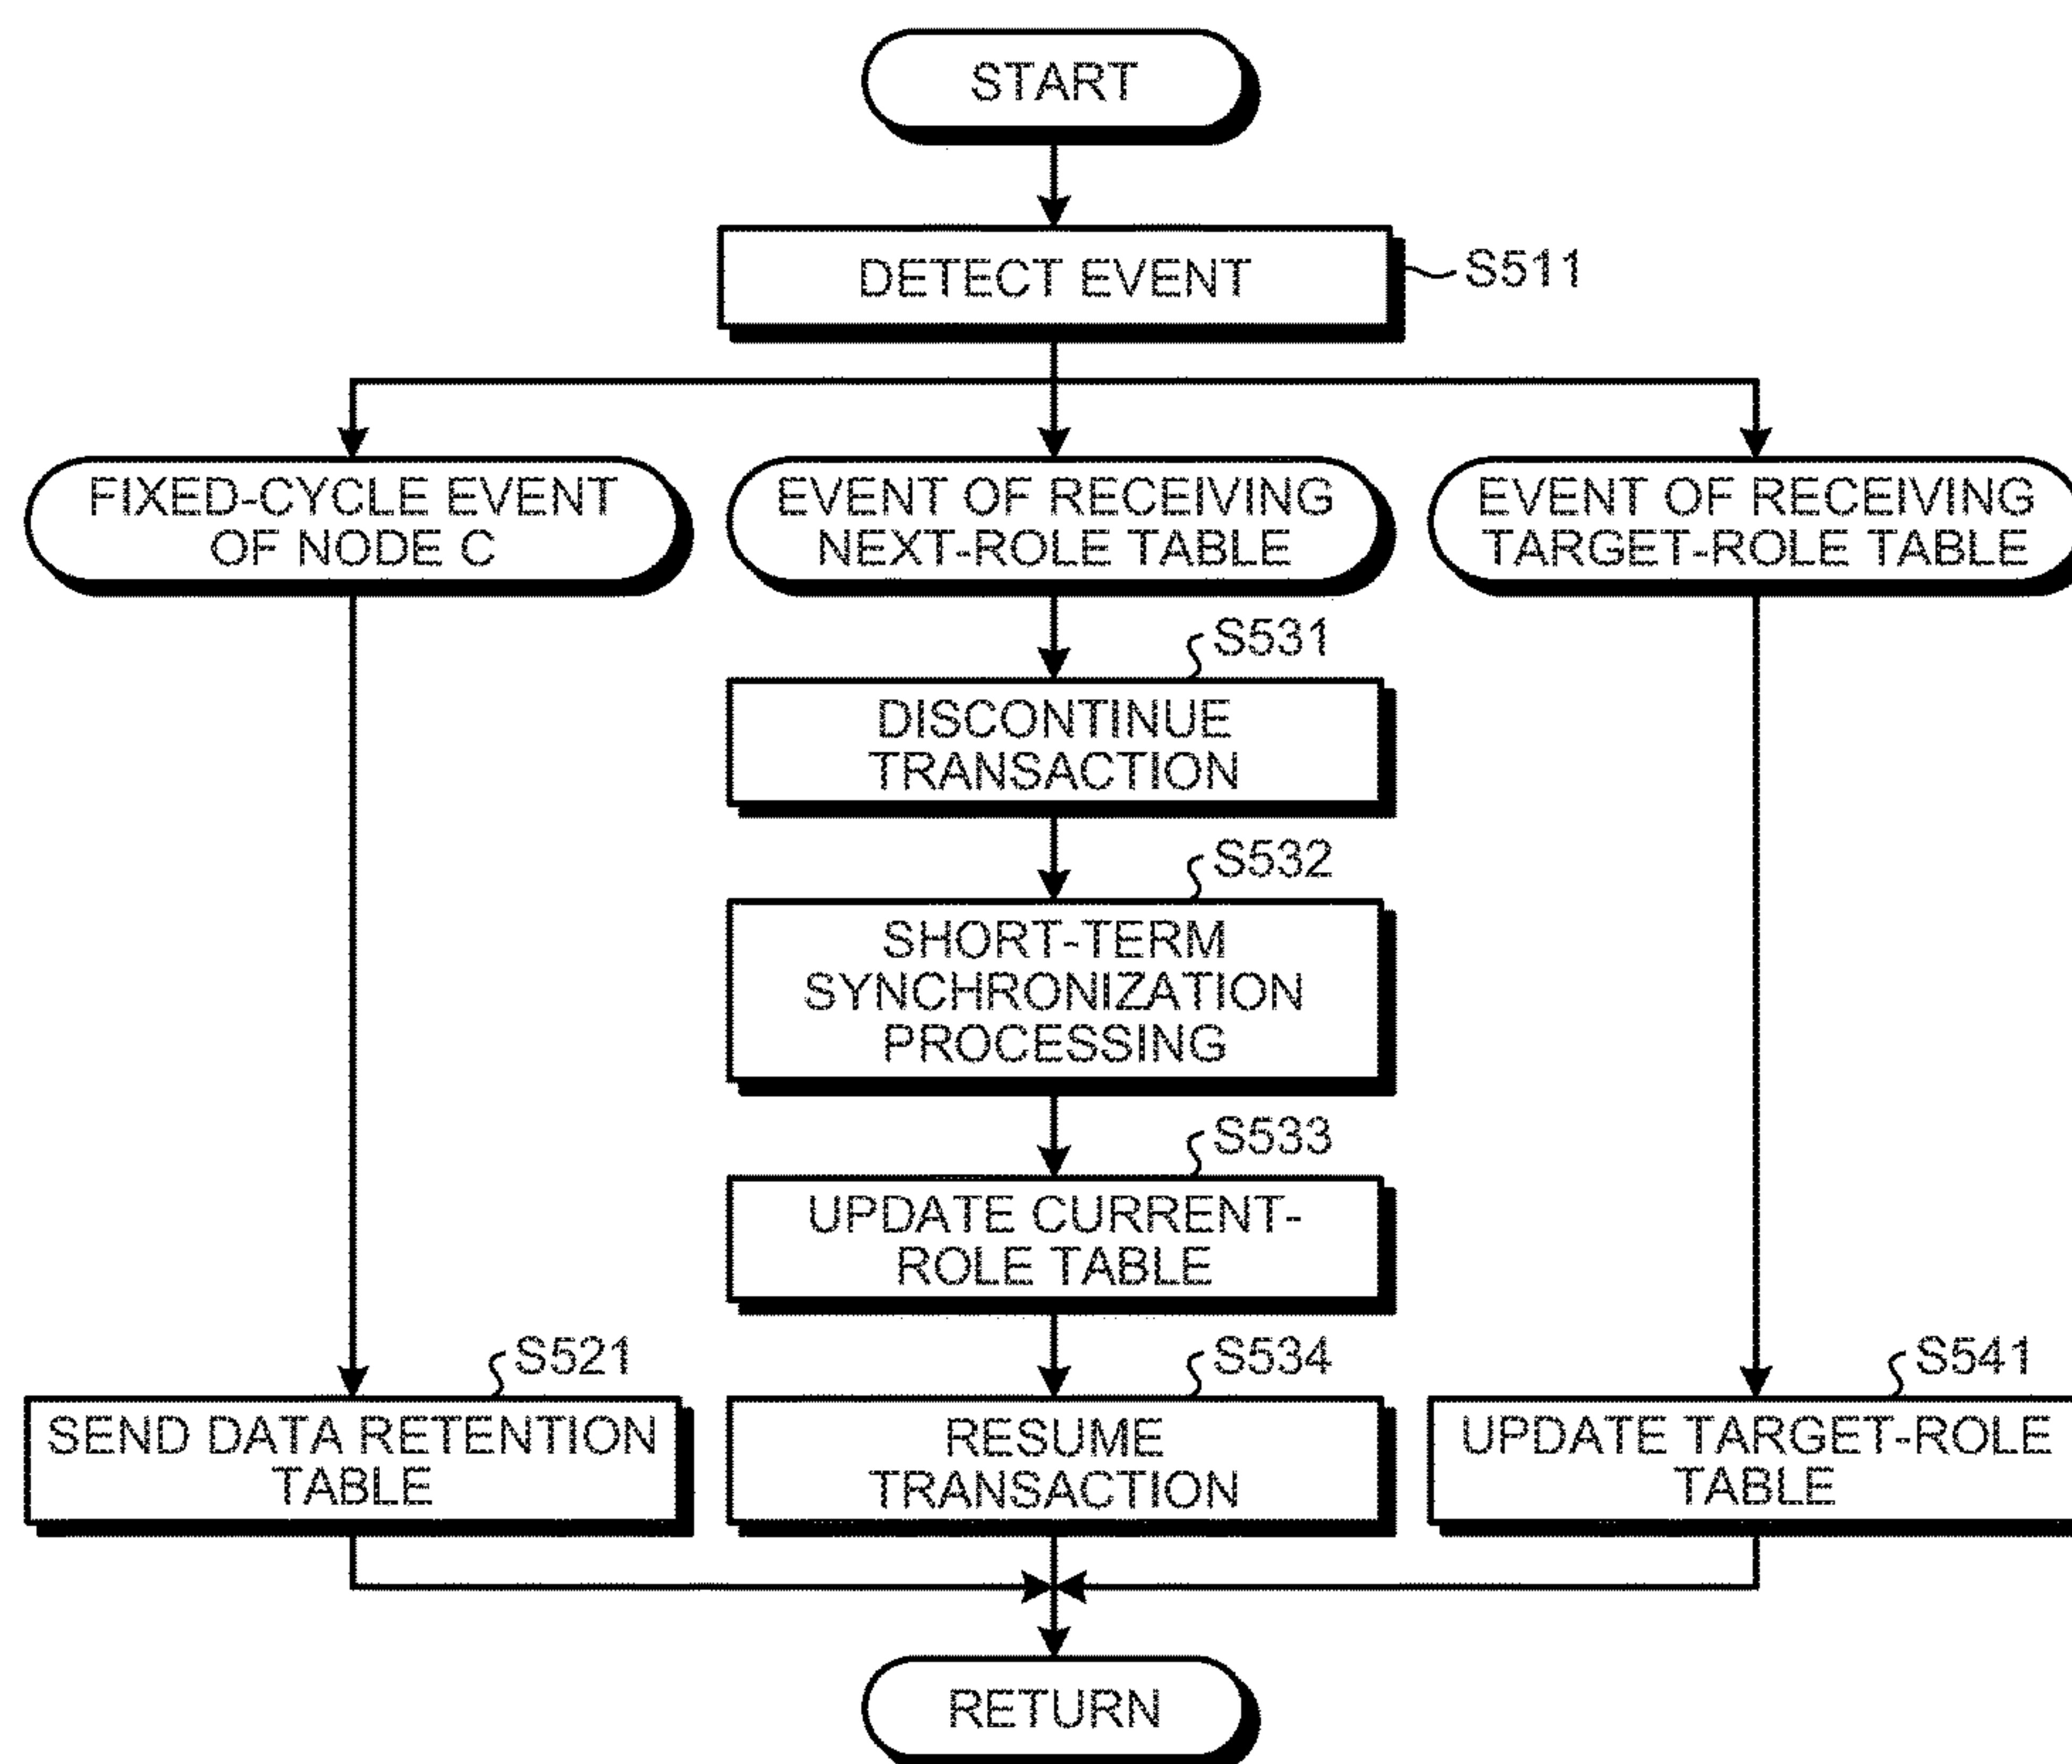 START
DETECT EVENT
S511
FIXED-CYCLE EVENT
OF NODE C
EVENT OF RECEIVING
NEXT-ROLE TABLE
EVENT OF RECEIVING
TARGET-ROLE TABLE
S531
DISCONTINUE
TRANSACTION
S532
SHORT-TERM
SYNCHRONIZATION
PROCESSING
S533
UPDATE CURRENT-
ROLE TABLE
S521
SEND DATA RETENTION
TABLE
S534
RESUME
TRANSACTION
S541
UPDATE TARGET-ROLE
TABLE
RETURN